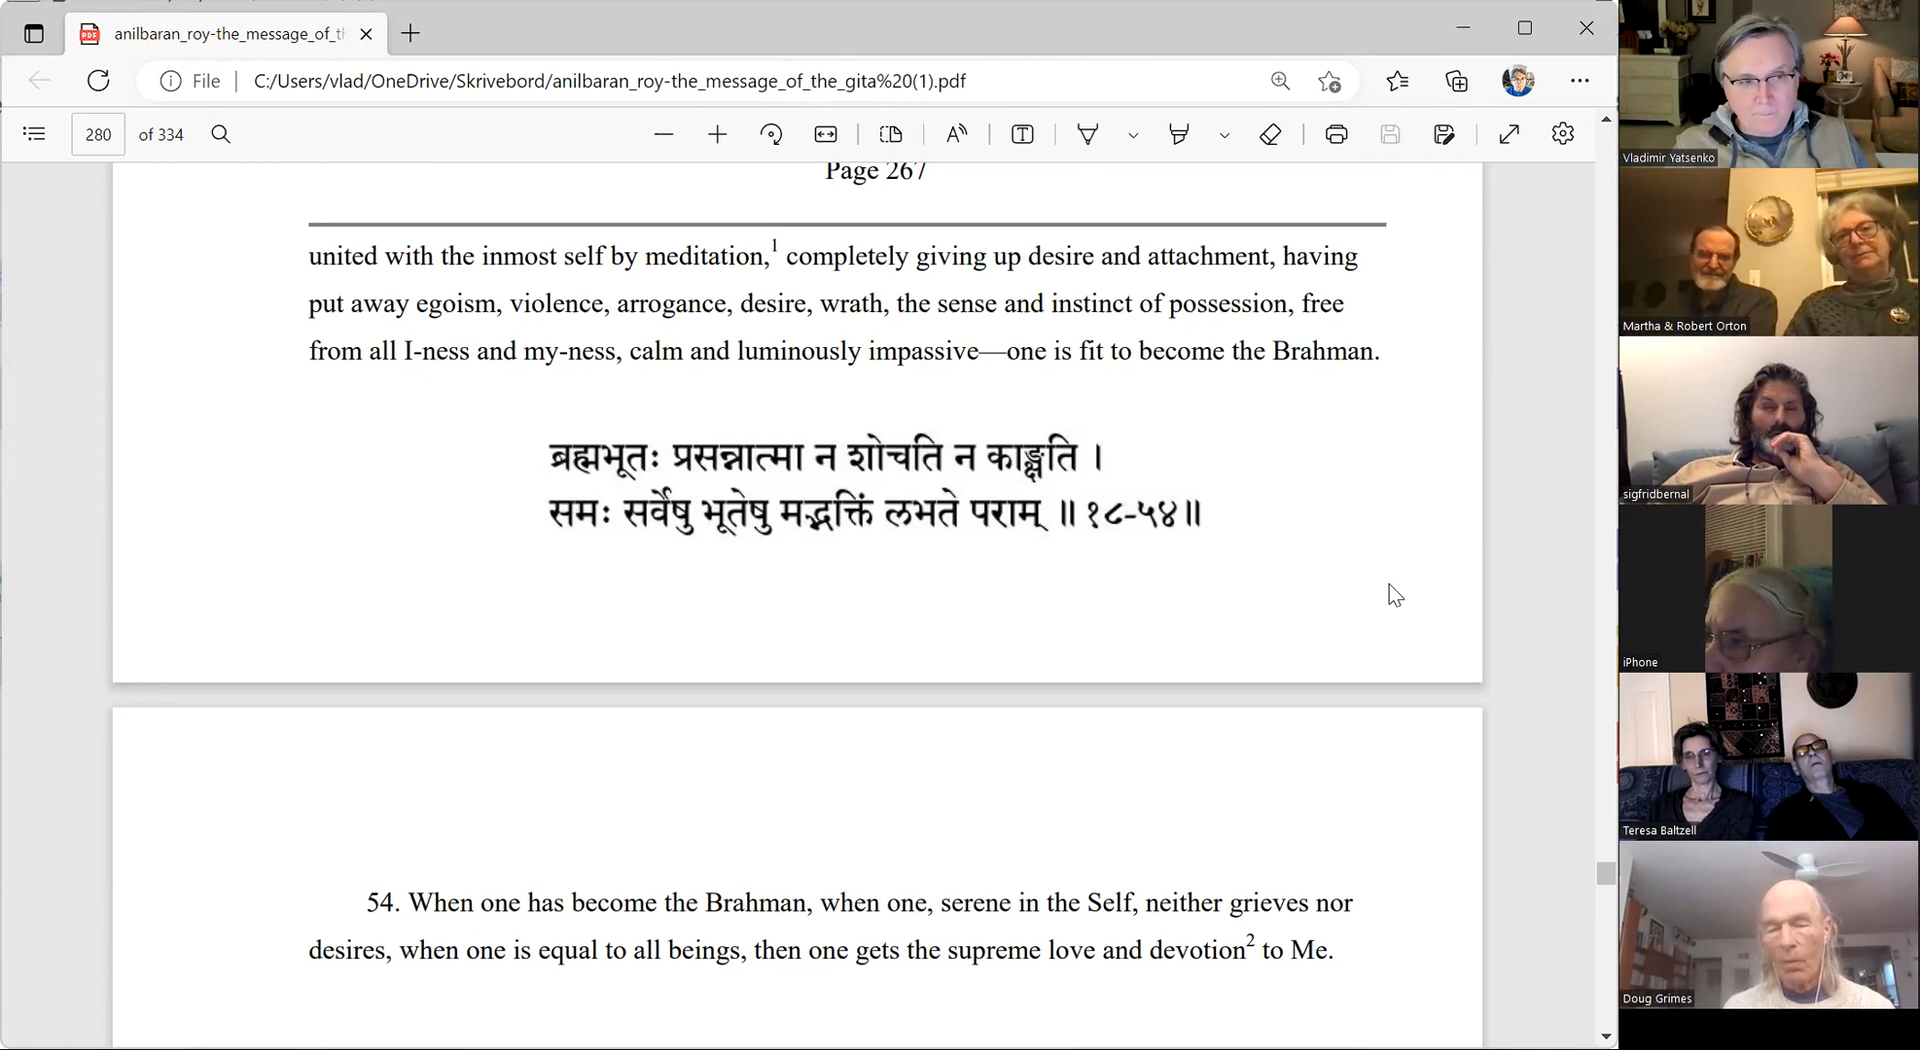 anilbaran_roy-the_message_of_th
File
C:/Users/vlad/OneDrive/Skrivebord/anilbaran_roy-the_message_of_the_gita%20(1).pdf
280 of 334
Page 267
united with the inmost self by meditation,1 completely giving up desire and attachment, having
put away egoism, violence, arrogance, desire, wrath, the sense and instinct of possession, free
from all I-ness and my-ness, calm and luminously impassive—one is fit to become the Brahman.
ब्रह्मभूतः प्रसन्नात्मा न शोचति न काङ्क्षति ।
समः सर्वेषु भूतेषु मद्भक्तिं लभते पराम् ॥ १८-५४॥
54. When one has become the Brahman, when one, serene in the Self, neither grieves nor
desires, when one is equal to all beings, then one gets the supreme love and devotion2 to Me.
Vladimir Yatsenko
Martha & Robert Orton
sigfridbernal
iPhone
Teresa Baltzell
Doug Grimes